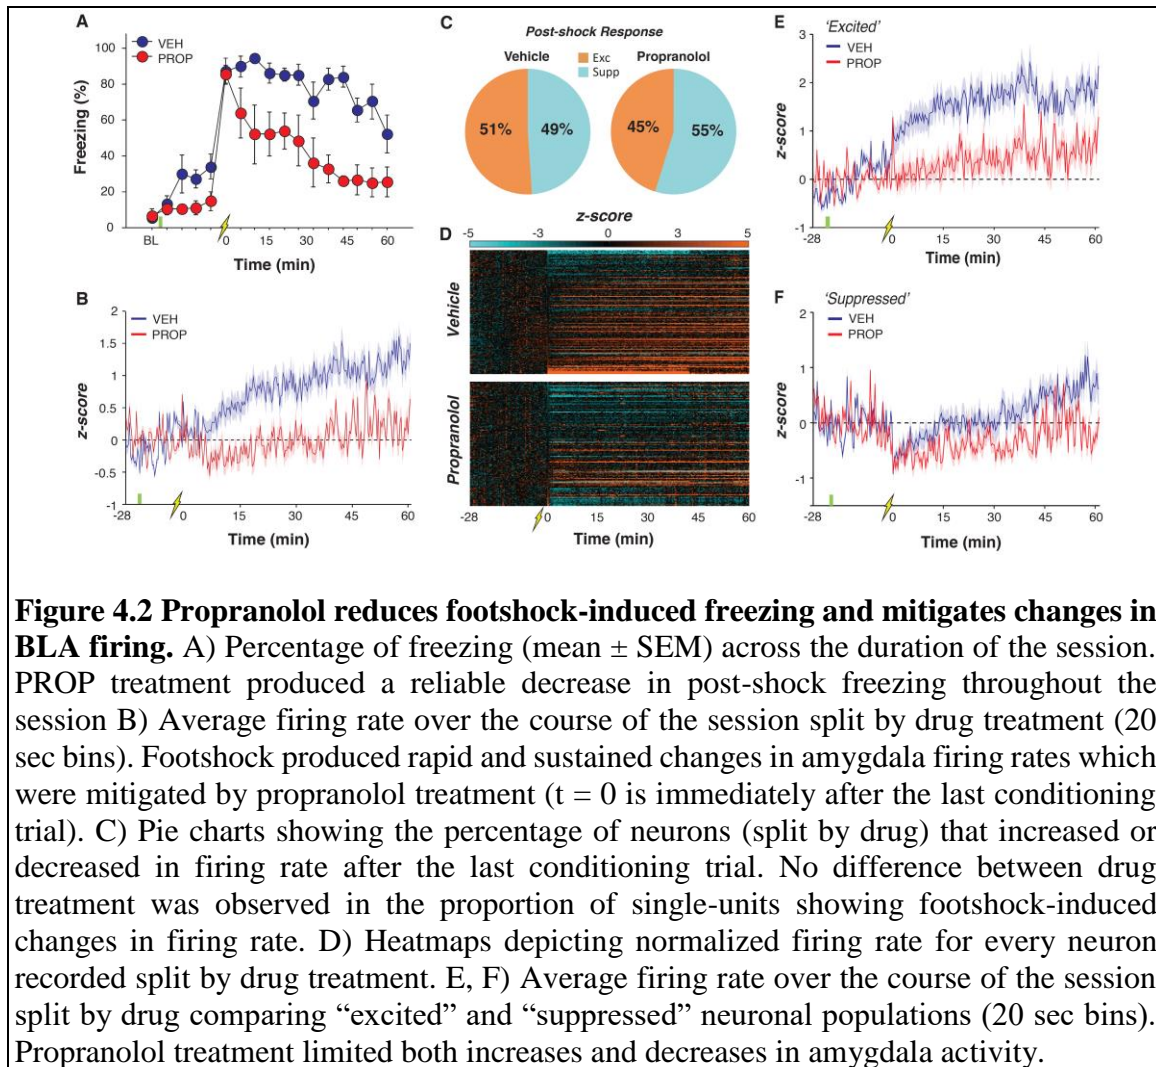 A
VEH
PROP
100
80
60
40
20
0
Freezing (%)
BL
0
15
30
45
60
Time (min)
B
VEH
PROP
2
1.5
1
0.5
0
-0.5
-1
z-score
-28
0
15
30
45
60
Time (min)
C
Post-shock Response
Vehicle
Exc
Supp
Propranolol
51%
49%
45%
55%
z-score
D
-5
-3
0
3
5
Vehicle
Propranolol
-28
0
15
30
45
60
Time (min)
E
'Excited'
VEH
PROP
3
2
1
0
-1
z-score
-28
0
30
45
60
Time (min)
F
'Suppressed'
VEH
PROP
2
1
0
-1
z-score
-28
0
15
30
45
60
Time (min)
Figure 4.2 Propranolol reduces footshock-induced freezing and mitigates changes in
BLA firing. A) Percentage of freezing (mean ± SEM) across the duration of the session.
PROP treatment produced a reliable decrease in post-shock freezing throughout the
session B) Average firing rate over the course of the session split by drug treatment (20
sec bins). Footshock produced rapid and sustained changes in amygdala firing rates which
were mitigated by propranolol treatment (t = 0 is immediately after the last conditioning
trial). C) Pie charts showing the percentage of neurons (split by drug) that increased or
decreased in firing rate after the last conditioning trial. No difference between drug
treatment was observed in the proportion of single-units showing footshock-induced
changes in firing rate. D) Heatmaps depicting normalized firing rate for every neuron
recorded split by drug treatment. E, F) Average firing rate over the course of the session
split by drug comparing “excited” and “suppressed” neuronal populations (20 sec bins).
Propranolol treatment limited both increases and decreases in amygdala activity.